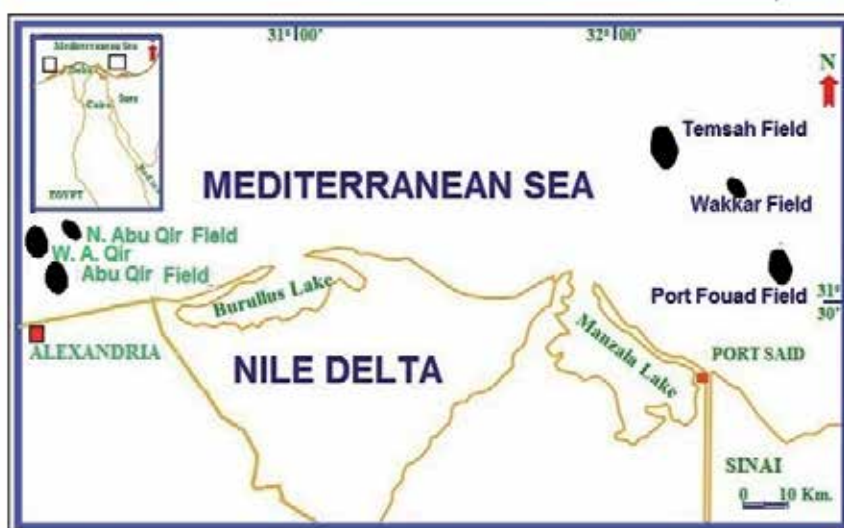 31° 00'
32° 00'
Mediterranean Sea
Cairo
EGYPT
N
Temsah Field
MEDITERRANEAN SEA
Wakkar Field
N. Abu Qir Field
W. A. Qir
Abu Qir Field
Burullus Lake
Port Fouad Field
31°
30'
ALEXANDRIA
NILE DELTA
Manzala Lake
PORT SAID
SINAI
0 10 Km.